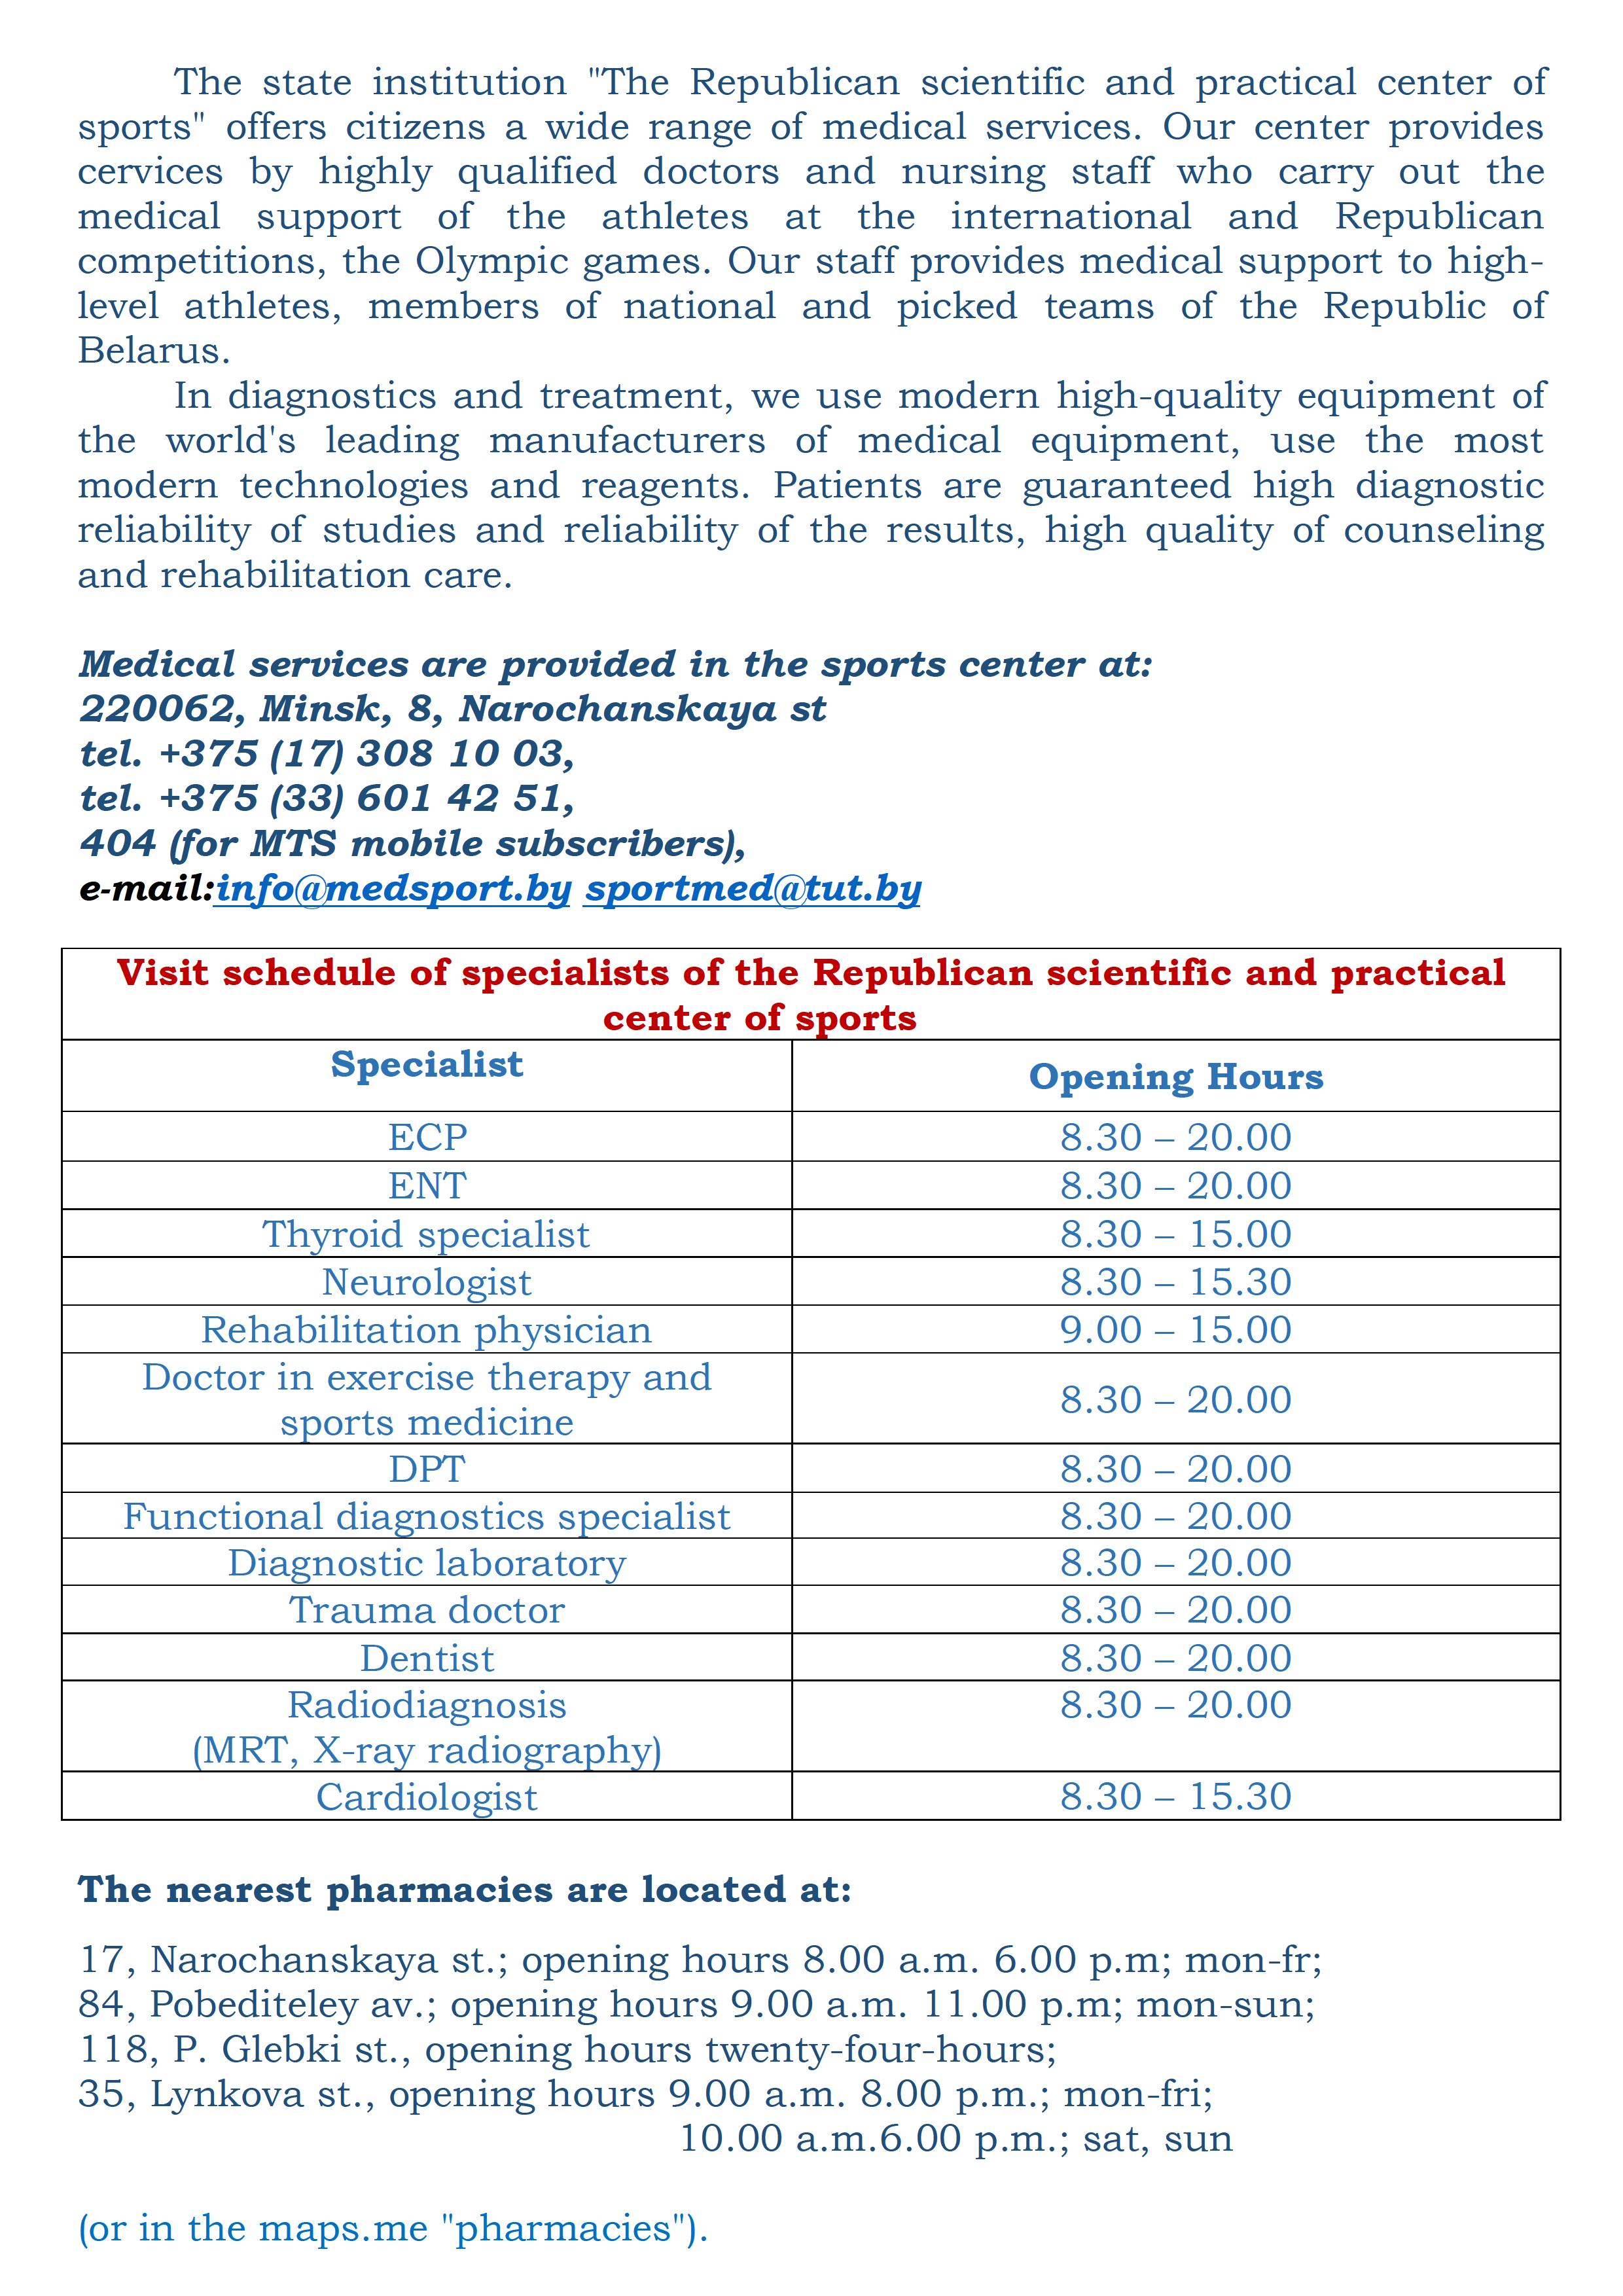 The state institution "The Republican scientific and practical center of
sports" offers citizens a wide range of medical services. Our center provides
cervices by highly qualified doctors and nursing staff who carry out the
medical support of the athletes at the international and Republican
competitions, the Olympic games. Our staff provides medical support to high-
level athletes, members of national and picked teams of the Republic of
Belarus.
In diagnostics and treatment, we use modern high-quality equipment of
the world's leading manufacturers of medical equipment, use the most
modern technologies and reagents. Patients are guaranteed high diagnostic
reliability of studies and reliability of the results, high quality of counseling
and rehabilitation care.
Medical services are provided in the sports center at:
220062, Minsk, 8, Narochanskaya st
tel. +375 (17) 308 10 03,
tel. +375 (33) 601 42 51,
404 (for MTS mobile subscribers),
e-mail:info@medsport.by sportmed@tut.by
Visit schedule of specialists of the Republican scientific and practical
center of sports
Specialist Opening Hours
ECP 8.30 – 20.00
ENT 8.30 – 20.00
Thyroid specialist 8.30 – 15.00
Neurologist 8.30 – 15.30
Rehabilitation physician 9.00 – 15.00
Doctor in exercise therapy and
sports medicine 8.30 – 20.00
DPT 8.30 – 20.00
Functional diagnostics specialist 8.30 – 20.00
Diagnostic laboratory 8.30 – 20.00
Trauma doctor 8.30 – 20.00
Dentist 8.30 – 20.00
Radiodiagnosis 8.30 – 20.00
(MRT, X-ray radiography)
Cardiologist 8.30 – 15.30
The nearest pharmacies are located at:
17, Narochanskaya st.; opening hours 8.00 a.m. 6.00 p.m; mon-fr;
84, Pobediteley av.; opening hours 9.00 a.m. 11.00 p.m; mon-sun;
118, P. Glebki st., opening hours twenty-four-hours;
35, Lynkova st., opening hours 9.00 a.m. 8.00 p.m.; mon-fri;
10.00 a.m.6.00 p.m.; sat, sun
(or in the maps.me "pharmacies").